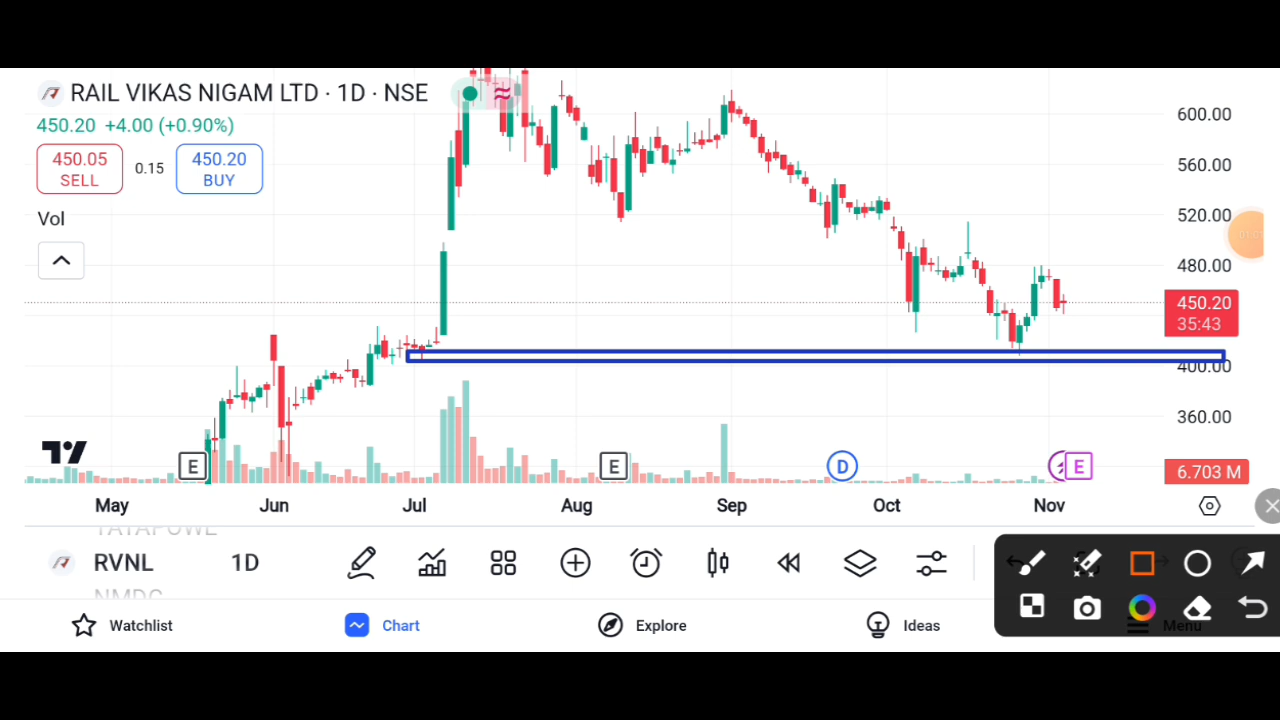 RAIL VIKAS NIGAM LTD · 1D · NSE
450.20 +4.00 (+0.90%)
450.05
SELL
0.15
450.20
BUY
Vol
600.00
560.00
520.00
480.00
450.20
35:43
400.00
360.00
6.703 M
E
E
D
E
May Jun Jul Aug Sep Oct Nov
TATAPOWE
RVNL 1D
NMDC
Watchlist Chart Explore Ideas Menu